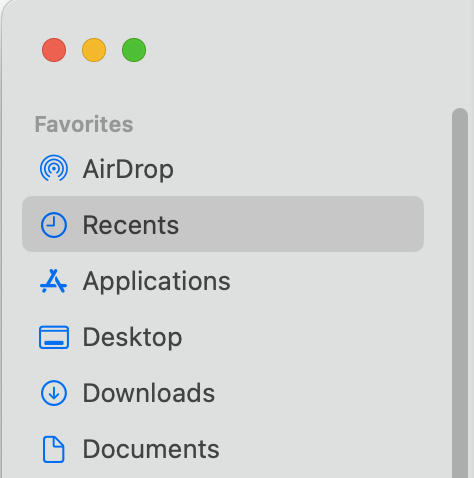 Favorites
AirDrop
Recents
Applications
Desktop
Downloads
Documents